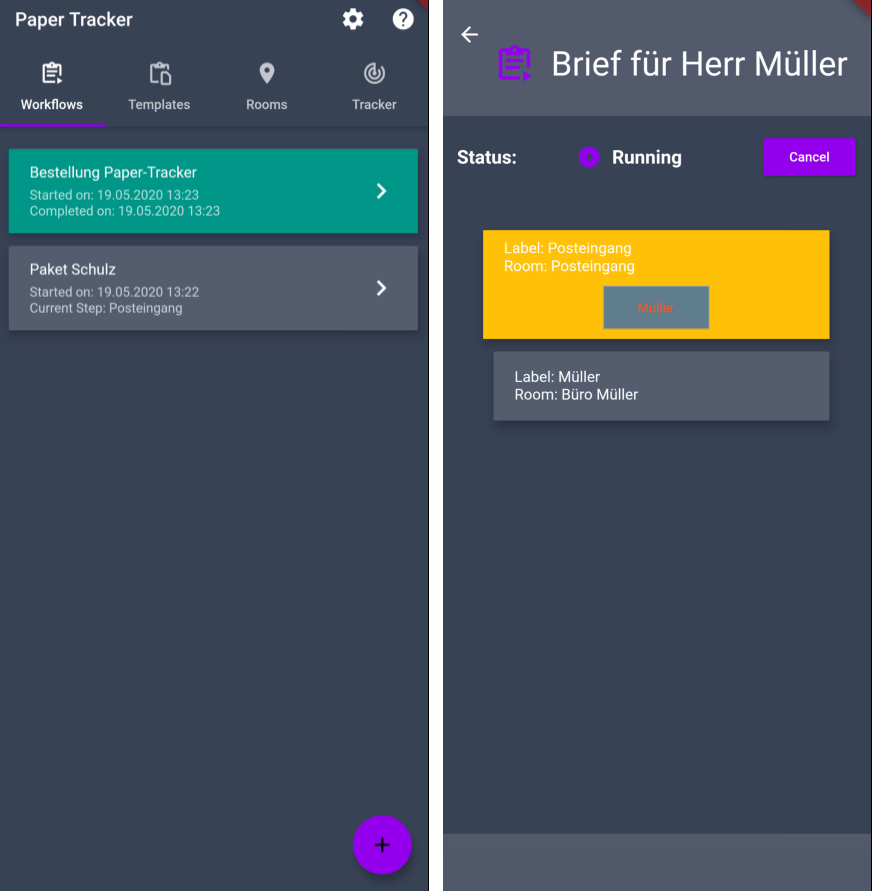 Paper Tracker
Workflows
Templates
Rooms
Tracker
Bestellung Paper-Tracker
Started on: 19.05.2020 13:23
Completed on: 19.05.2020 13:23
Paket Schulz
Started on: 19.05.2020 13:22
Current Step: Posteingang
Brief für Herr Müller
Status:
Running
Cancel
Label: Posteingang
Room: Posteingang
Müller
Label: Müller
Room: Büro Müller